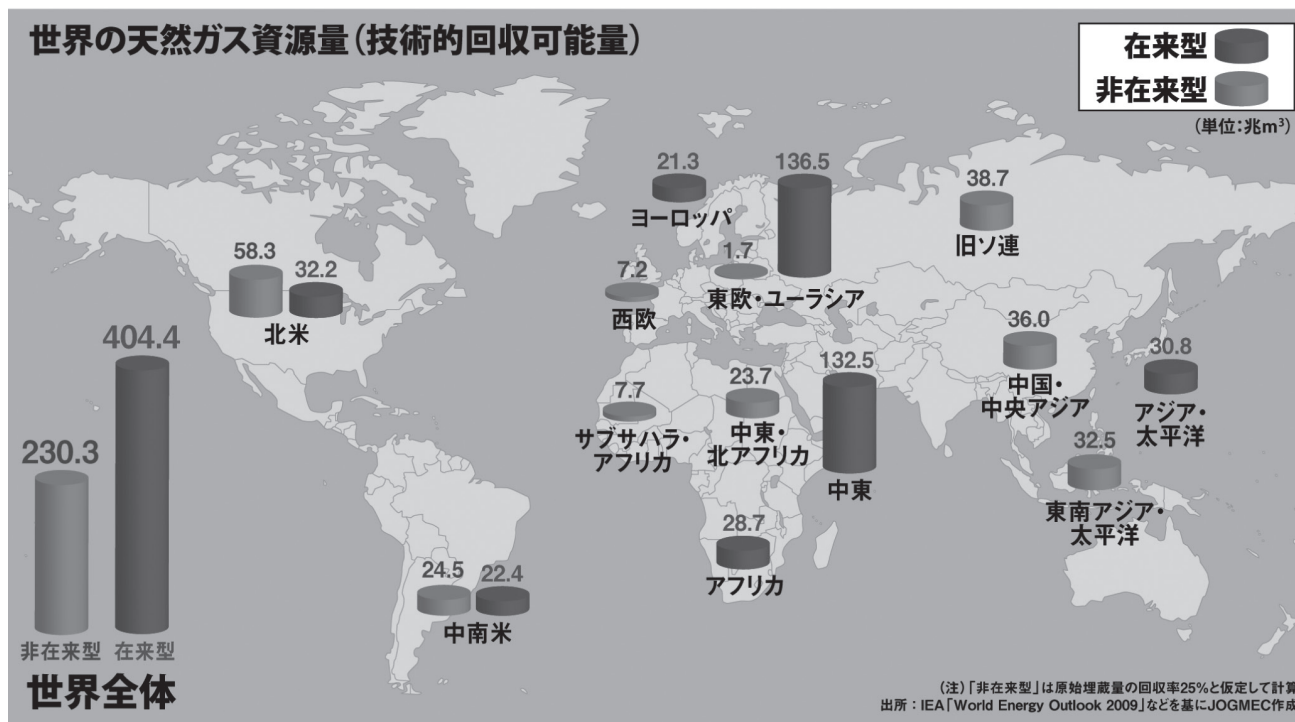 世界の天然ガス資源量（技術的回収可能量）
在来型
非在来型
（単位：兆m³）
21.3
ヨーロッパ
136.5
38.7
旧ソ連
58.3
32.2
北米
7.2
西欧
1.7
東欧・ユーラシア
36.0
中国・
中央アジア
30.8
アジア・
太平洋
404.4
230.3
7.7
サブサハラ・
アフリカ
23.7
中東・
北アフリカ
132.5
中東
32.5
東南アジア・
太平洋
28.7
アフリカ
24.5
22.4
中南米
非在来型
在来型
世界全体
（注）「非在来型」は原始埋蔵量の回収率25％と仮定して計算
出所：IEA「World Energy Outlook 2009」などを基にJOGMEC作成